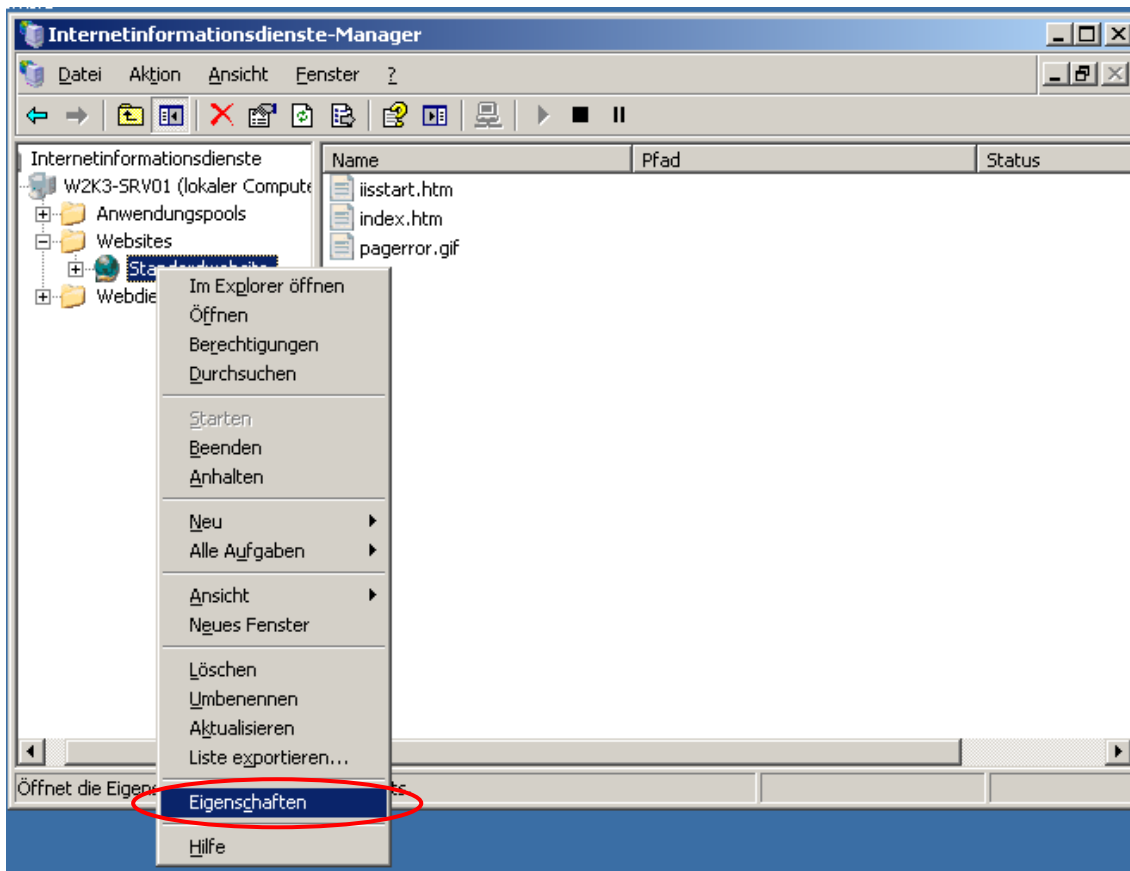 Internetinformationsdienste-Manager
Datei Aktion Ansicht Fenster ?
Internetinformationsdienste
Name Pfad Status
W2K3-SRV01 (lokaler Compute
iisstart.htm
Anwendungspools
index.htm
Websites
pagerror.gif
Standardwebsite
Webdie
Im Explorer öffnen
Öffnen
Berechtigungen
Durchsuchen
Starten
Beenden
Anhalten
Neu
Alle Aufgaben
Ansicht
Neues Fenster
Löschen
Umbenennen
Aktualisieren
Liste exportieren...
Öffnet die Eigens
Eigenschaften
Hilfe